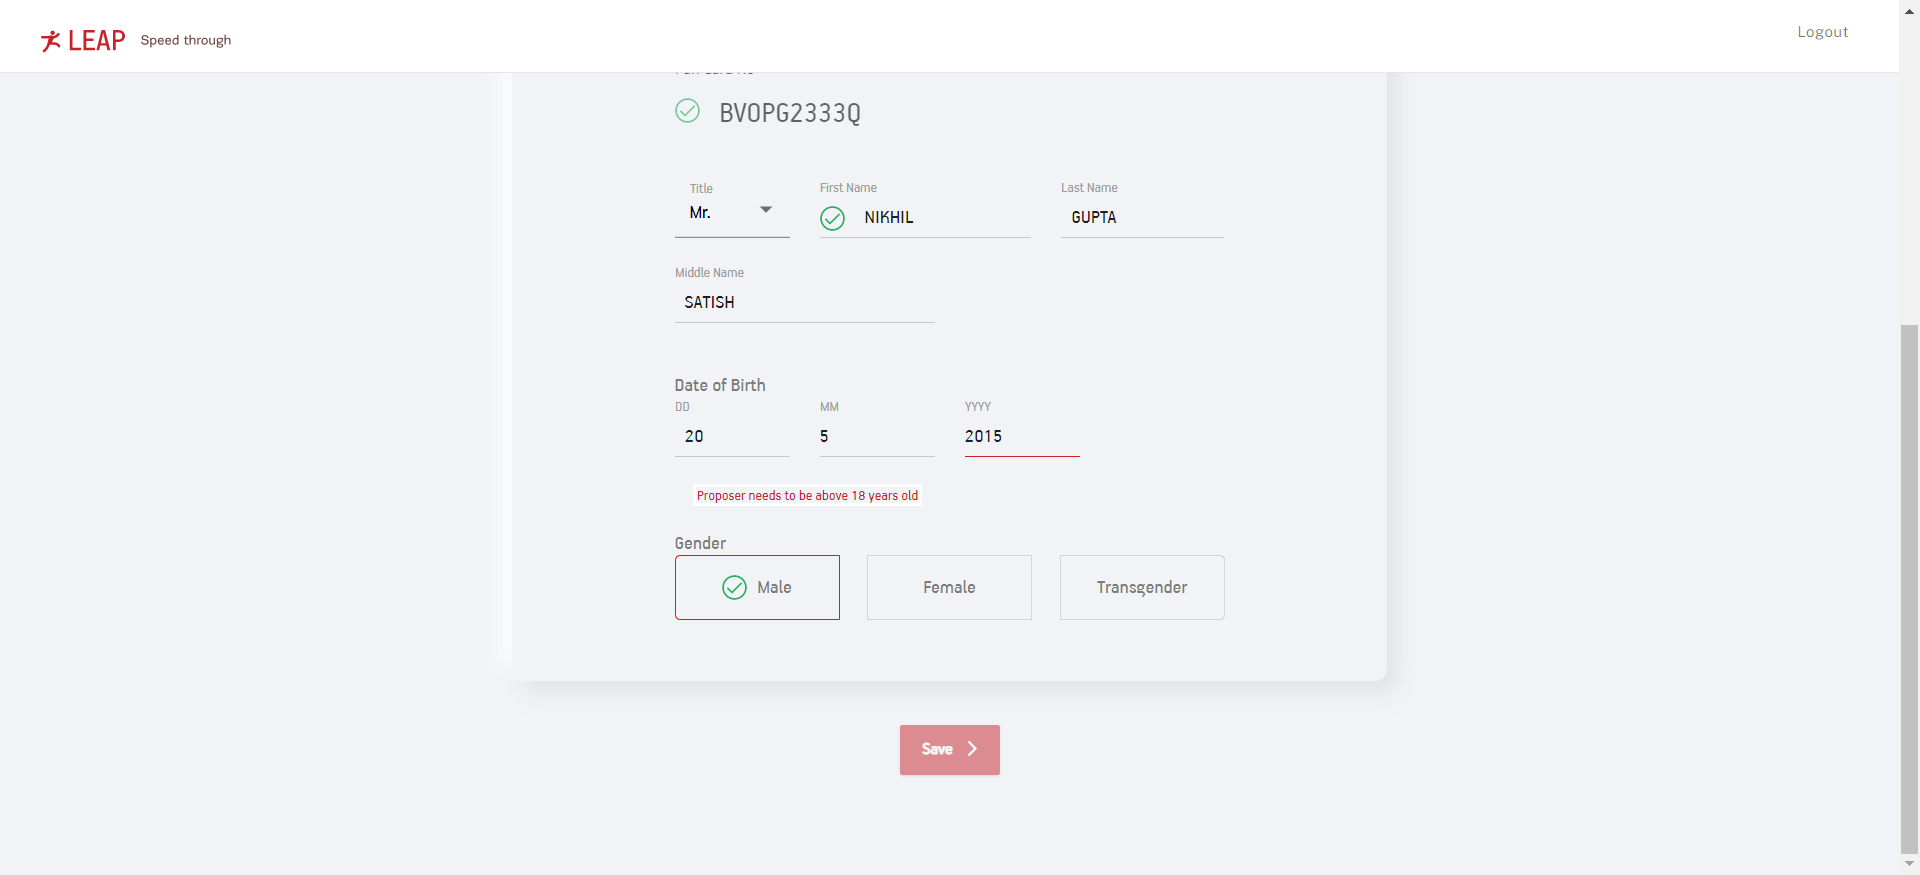 LEAP Speed through
Logout
BVOPG2333Q
Title First Name Last Name
Mr. NIKHIL GUPTA
Middle Name
SATISH
Date of Birth
DD MM YYYY
20 5 2015
Proposer needs to be above 18 years old
Gender
Male Female Transgender
Save